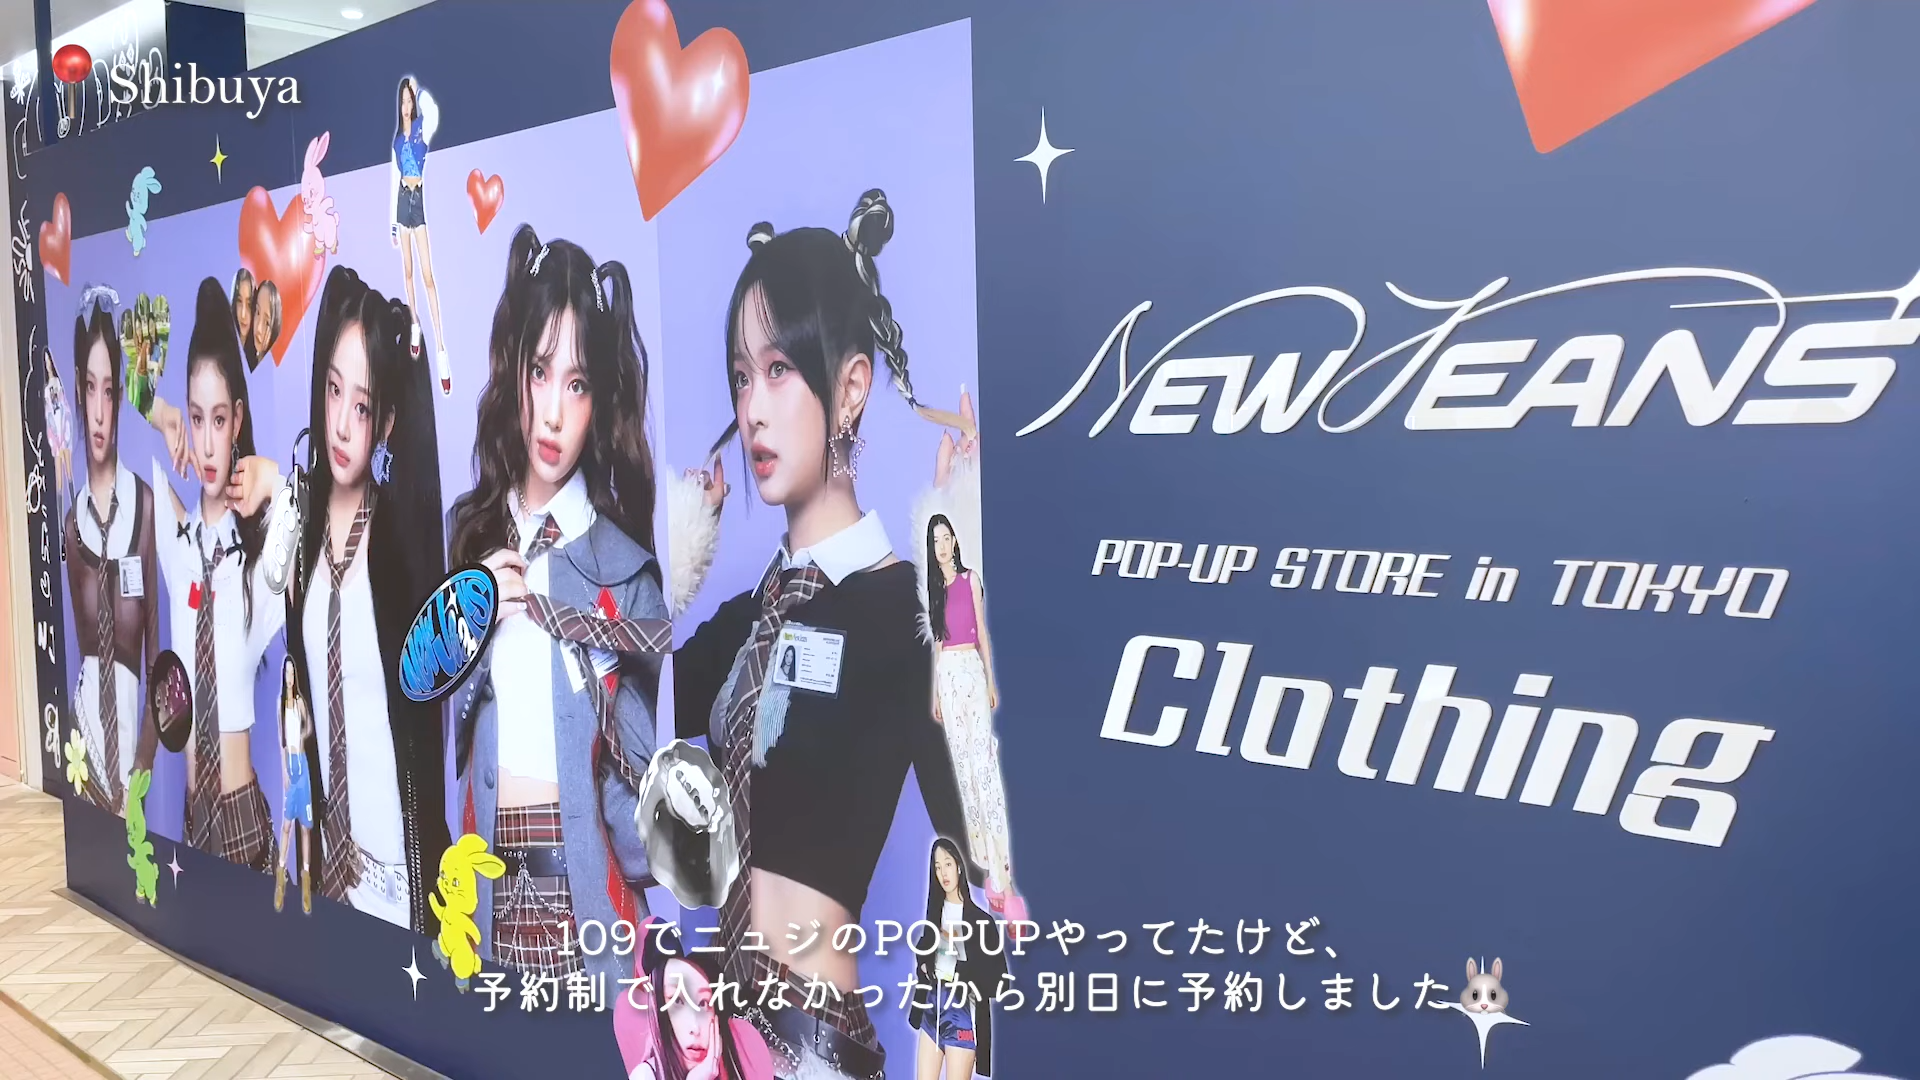 Shibuya
NewJeans
POP-UP STORE in TOKYO
Clothing
NewJeans
109でニュジのPOPUPやってたけど、
予約制で入れなかったから別日に予約しました🐰